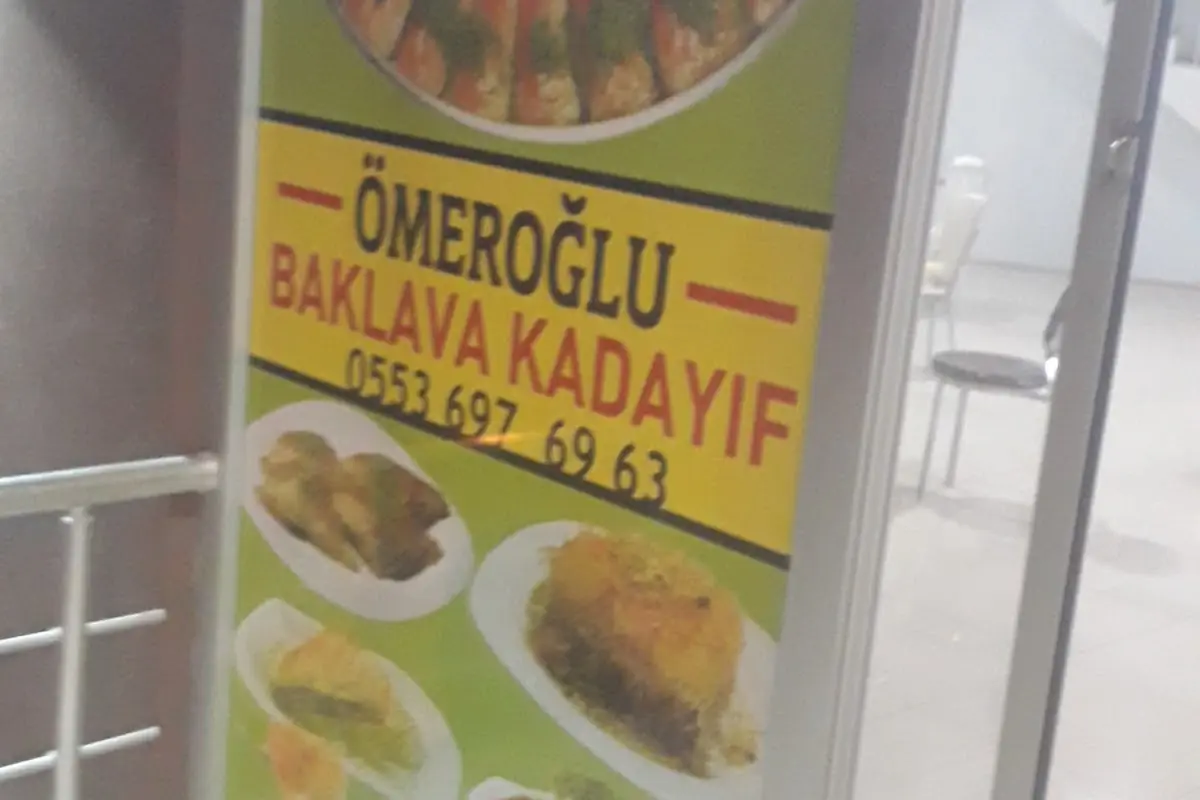 ÖMEROĞLU
BAKLAVA KADAYIF
0553 697 69 63